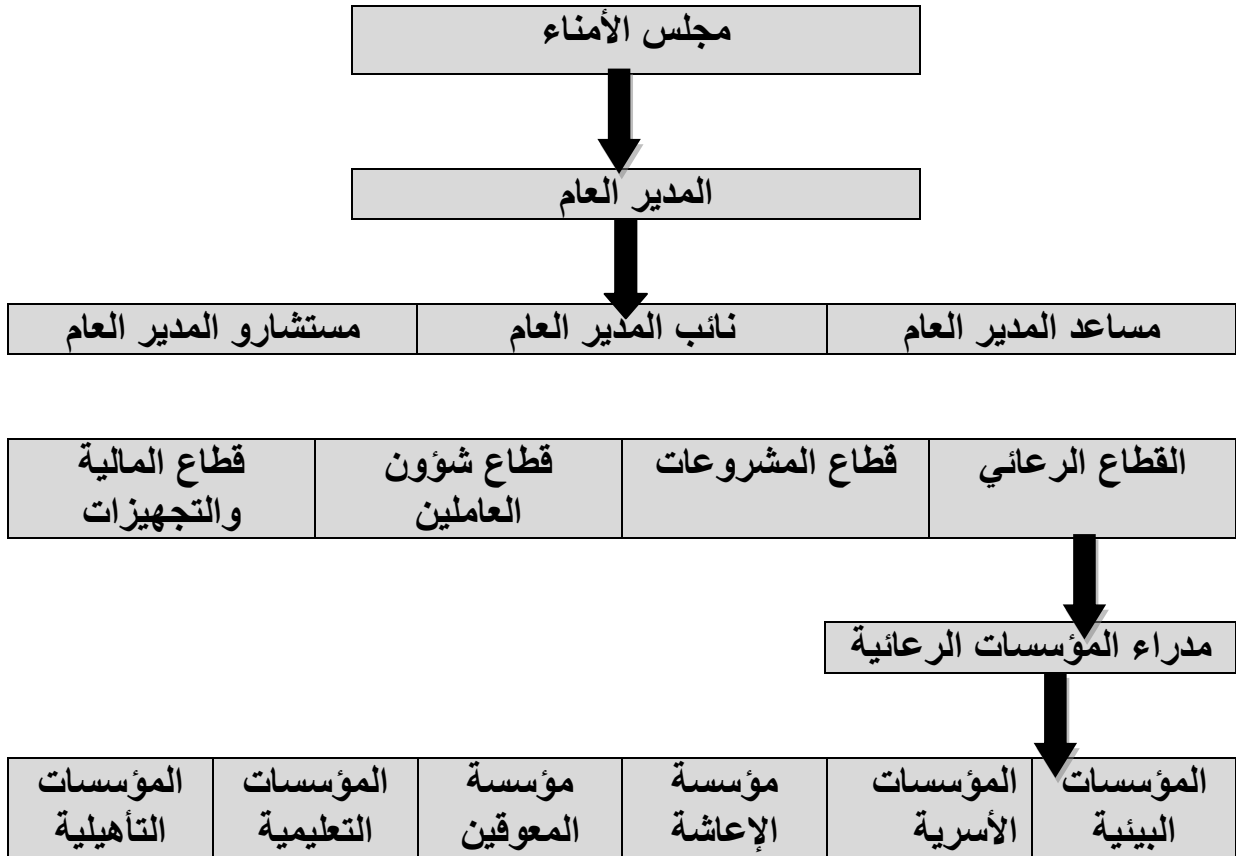 مجلس الأمناء
المدير العام
مساعد المدير العام
نائب المدير العام
مستشارو المدير العام
القطاع الرعائي
قطاع المشروعات
قطاع شؤون
العاملين
قطاع المالية
والتجهيزات
مدراء المؤسسات الرعائية
المؤسسات
البيئية
المؤسسات
الأسرية
مؤسسة
الإعاشة
مؤسسة
المعوقين
المؤسسات
التعليمية
المؤسسات
التأهيلية